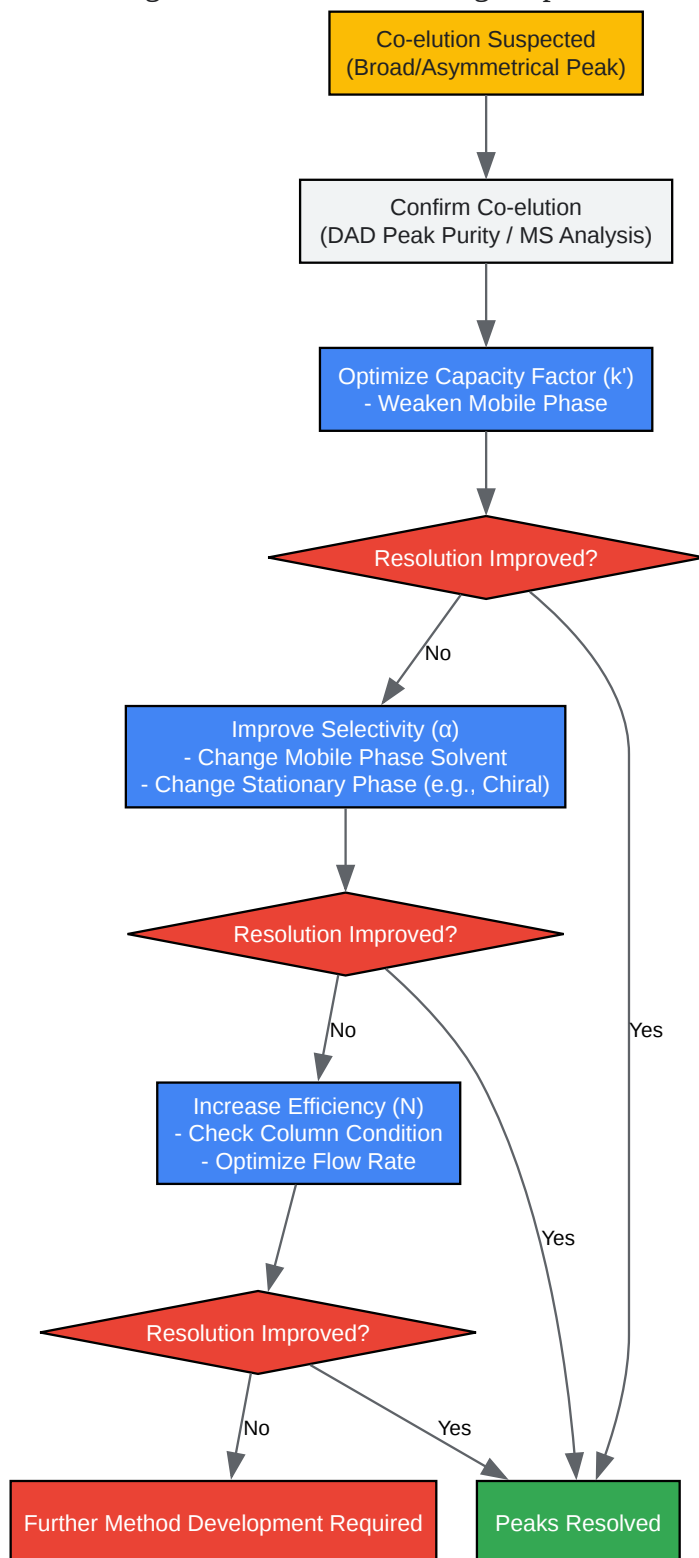 Co-elution Suspected
(Broad/Asymmetrical Peak)
Confirm Co-elution
(DAD Peak Purity / MS Analysis)
Optimize Capacity Factor (k')
- Weaken Mobile Phase
Resolution Improved?
No
Improve Selectivity (α)
- Change Mobile Phase Solvent
- Change Stationary Phase (e.g., Chiral)
Resolution Improved?
No
Yes
Increase Efficiency (N)
- Check Column Condition
- Optimize Flow Rate
Yes
Resolution Improved?
No
Yes
Further Method Development Required
Peaks Resolved